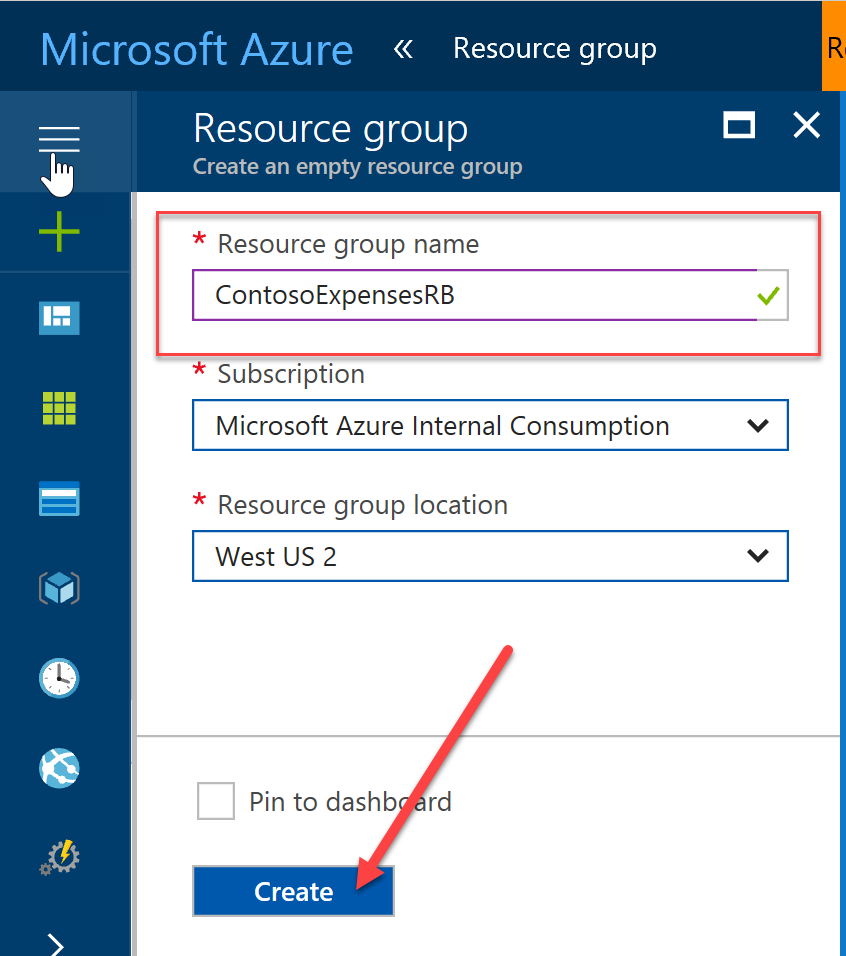 Microsoft Azure « Resource group
Resource group
Create an empty resource group
* Resource group name
ContosoExpensesRB
* Subscription
Microsoft Azure Internal Consumption
* Resource group location
West US 2
Pin to dashboard
Create